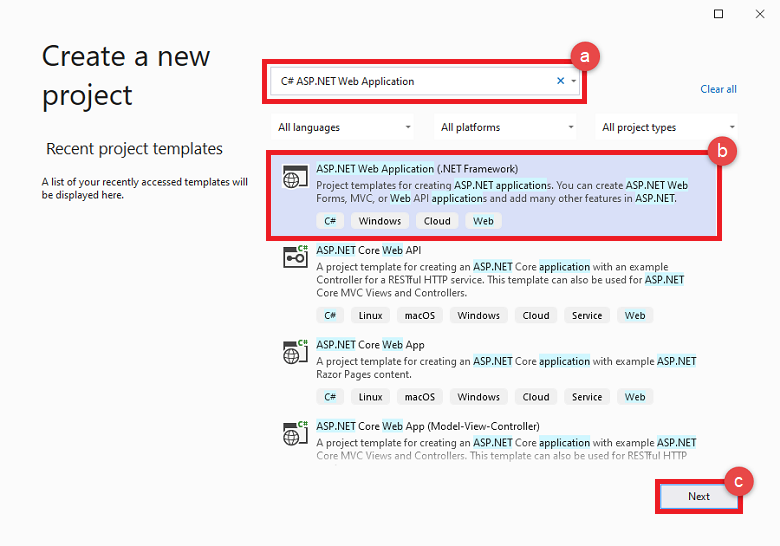 Create a new
project
Recent project templates
A list of your recently accessed templates will
be displayed here.
a
C# ASP.NET Web Application
Clear all
All languages
All platforms
All project types
b
ASP.NET Web Application (.NET Framework)
Project templates for creating ASP.NET applications. You can create ASP.NET Web
Forms, MVC, or Web API applications and add many other features in ASP.NET.
C# Windows Cloud Web
C#
ASP.NET Core Web API
A project template for creating an ASP.NET Core application with an example
Controller for a RESTful HTTP service. This template can also be used for ASP.NET
Core MVC Views and Controllers.
C# Linux macOS Windows Cloud Service Web
C#
ASP.NET Core Web App
A project template for creating an ASP.NET Core application with example ASP.NET
Razor Pages content.
C# Linux macOS Windows Cloud Service Web
C#
ASP.NET Core Web App (Model-View-Controller)
A project template for creating an ASP.NET Core application with example ASP.NET
Core MVC Views and Controllers. This template can also be used for RESTful HTTP
c
Next